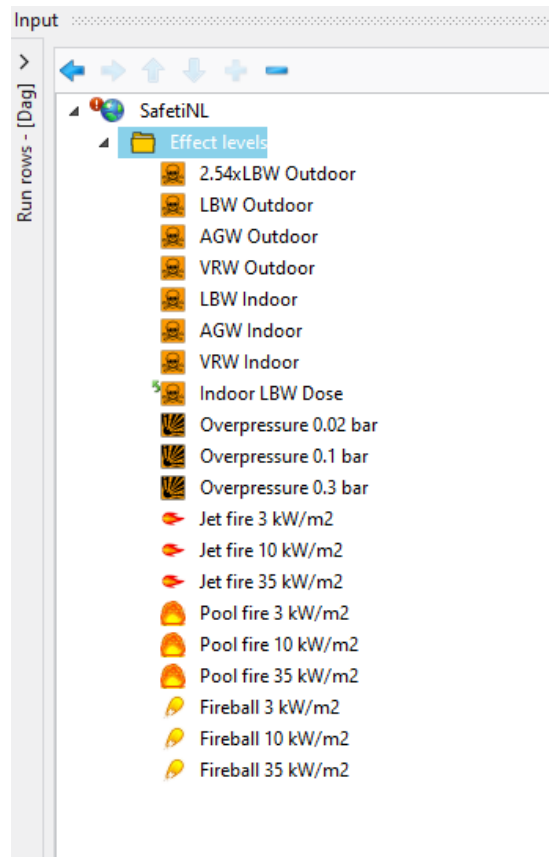 Input
Run rows - [Dag]
SafetiNL
Effect levels
2.54xLBW Outdoor
LBW Outdoor
AGW Outdoor
VRW Outdoor
LBW Indoor
AGW Indoor
VRW Indoor
Indoor LBW Dose
Overpressure 0.02 bar
Overpressure 0.1 bar
Overpressure 0.3 bar
Jet fire 3 kW/m2
Jet fire 10 kW/m2
Jet fire 35 kW/m2
Pool fire 3 kW/m2
Pool fire 10 kW/m2
Pool fire 35 kW/m2
Fireball 3 kW/m2
Fireball 10 kW/m2
Fireball 35 kW/m2